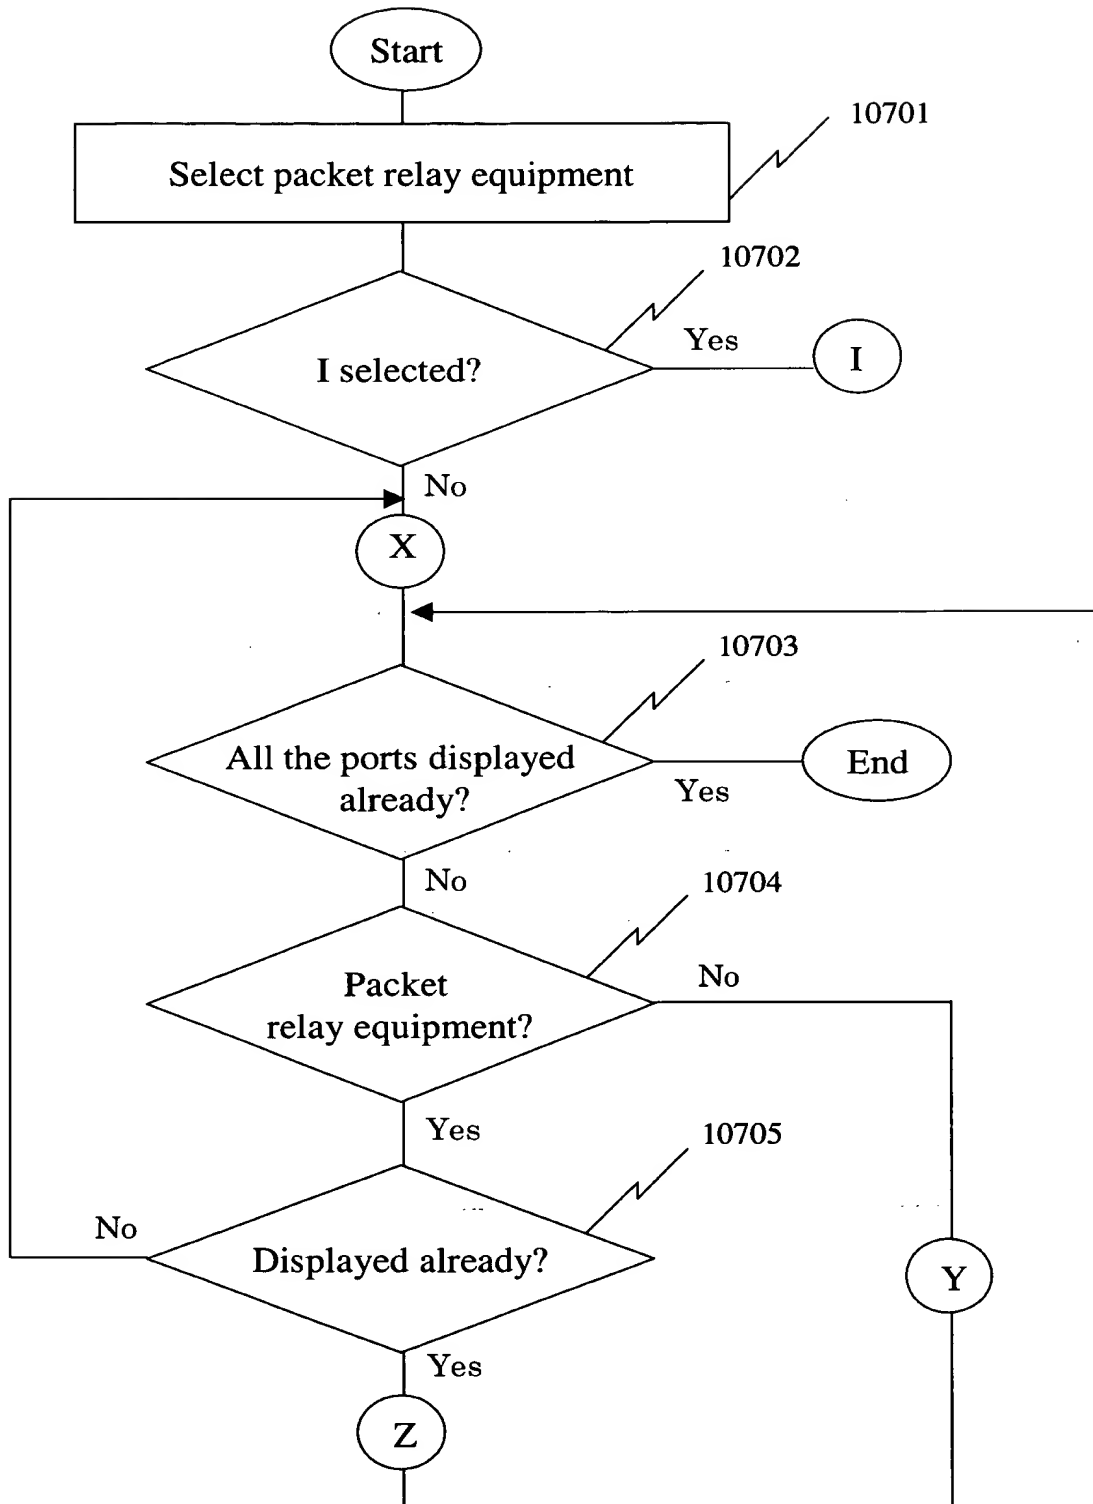 Start
10701
Select packet relay equipment
10702
Yes
I selected?
I
No
X
10703
All the ports displayed
already?
End
Yes
No
10704
No
Packet
relay equipment?
Yes
10705
No
Displayed already?
Y
Yes
Z